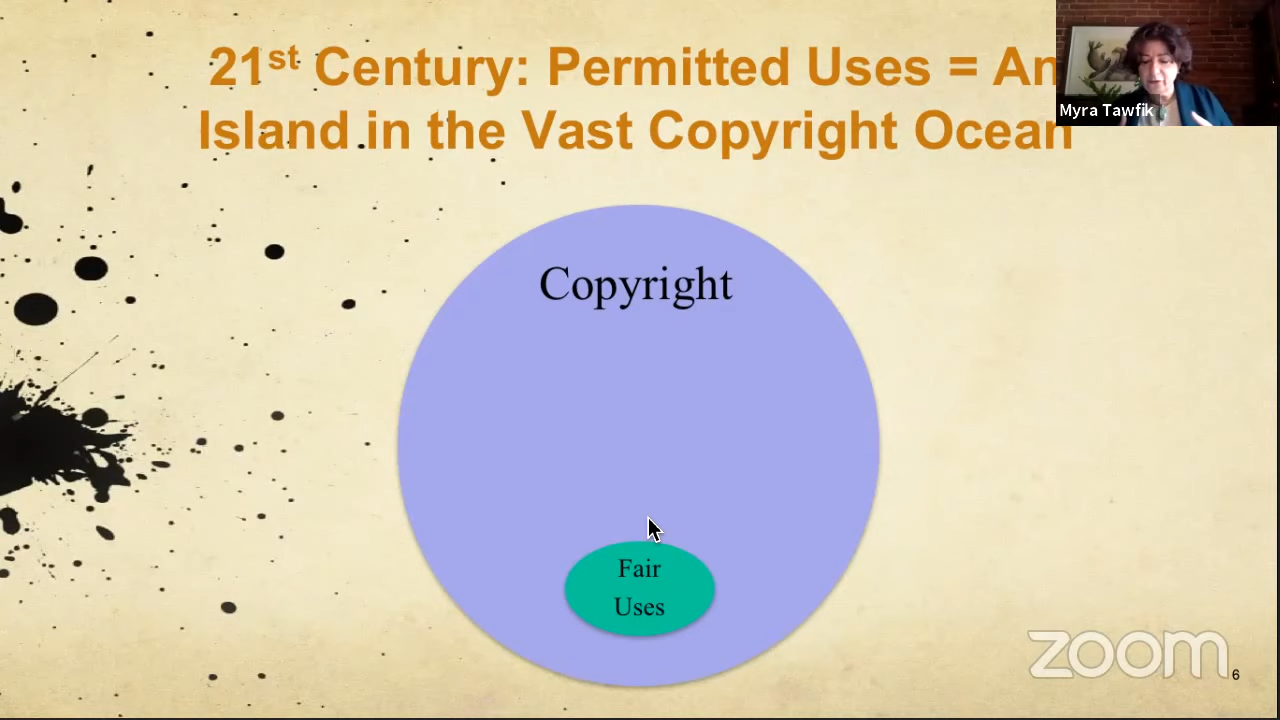 21st Century: Permitted Uses = An
Island in the Vast Copyright Ocean
Myra Tawfik
Copyright
Fair
Uses
zoom
6